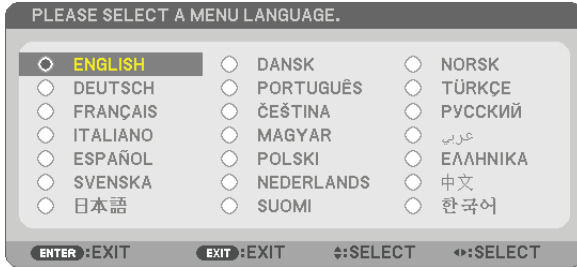 PLEASE SELECT A MENU LANGUAGE.
ENGLISH DANSK NORSK
DEUTSCH PORTUGUÊS TÜRKÇE
FRANÇAIS ČEŠTINA РУССКИЙ
ITALIANO MAGYAR عربي
ESPAÑOL POLSKI ΕΛΛΗΝΙΚΑ
SVENSKA NEDERLANDS 中文
日本語 SUOMI 한국어
ENTER :EXIT EXIT :EXIT :SELECT :SELECT